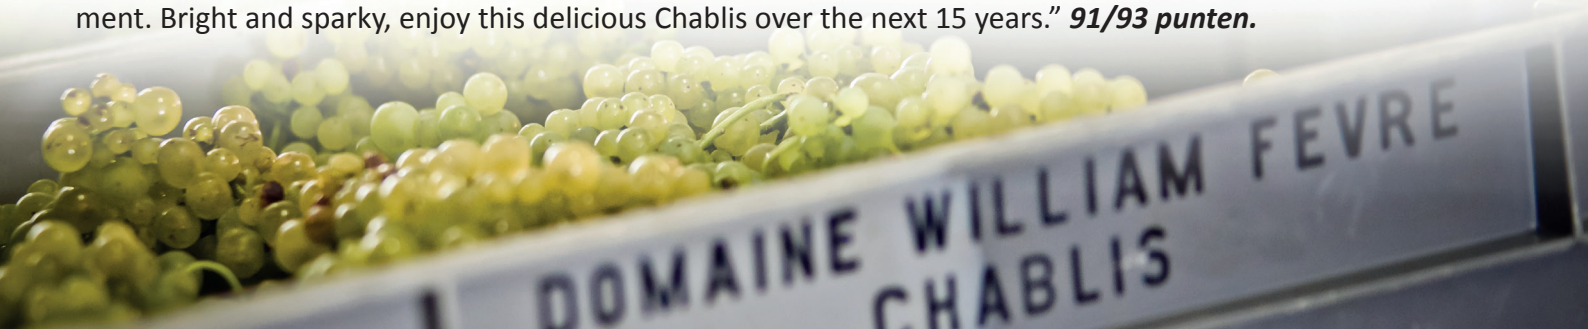 ment. Bright and sparky, enjoy this delicious Chablis over the next 15 years.” 91/93 punten.
DOMAINE WILLIAM FEVRE
CHABLIS